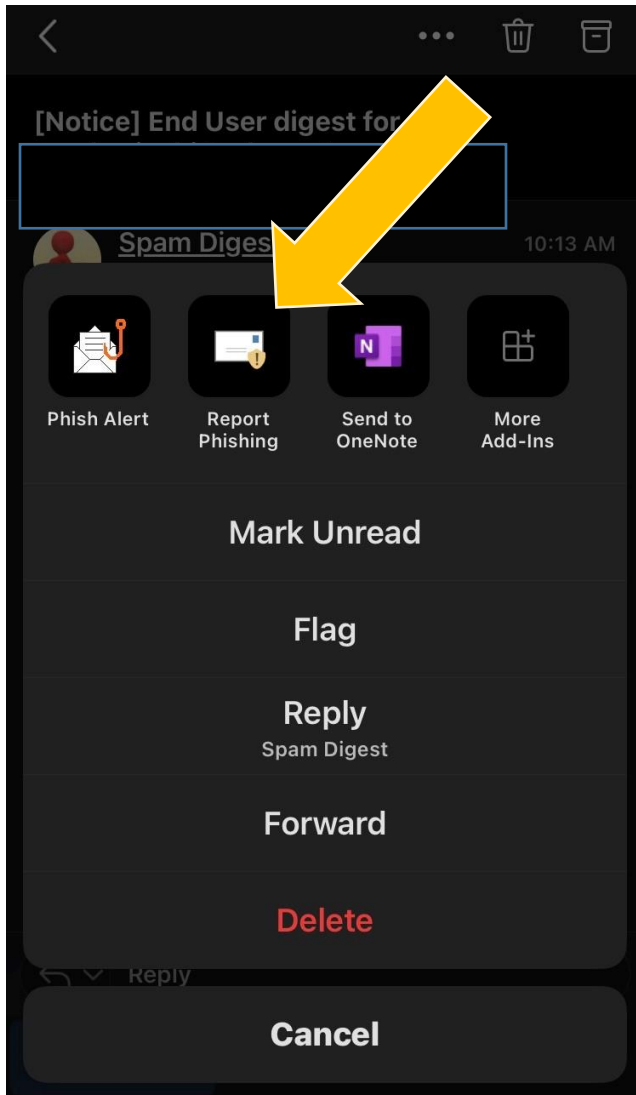 [Notice] End User digest for
Spam Diges
10:13 AM
Phish Alert
Report
Phishing
Send to
OneNote
More
Add-Ins
Mark Unread
Flag
Reply
Spam Digest
Forward
Delete
Reply
Cancel